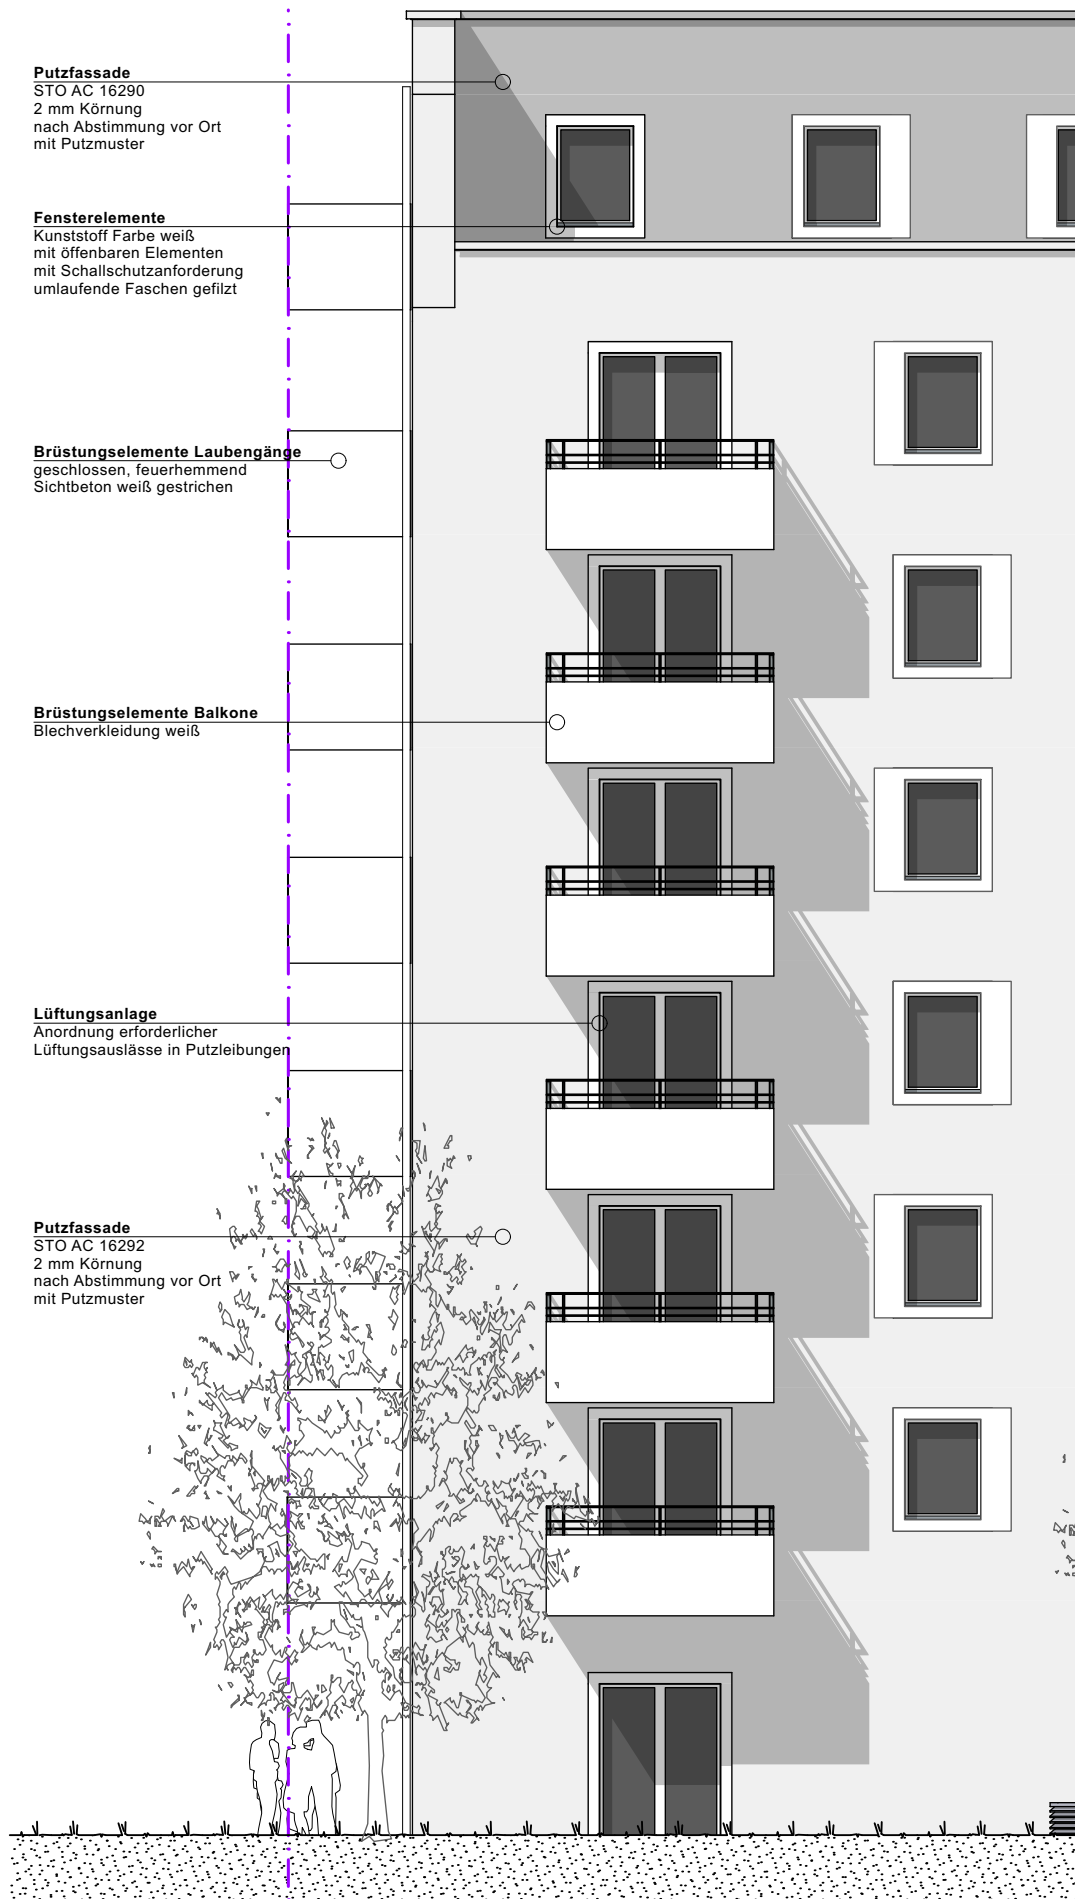 Putzfassade
STO AC 16290
2 mm Körnung
nach Abstimmung vor Ort
mit Putzmuster
Fensterelemente
Kunststoff Farbe weiß
mit öffenbaren Elementen
mit Schallschutzanforderung
umlaufende Faschen gefilzt
Brüstungselemente Laubengänge
geschlossen, feuerhemmend
Sichtbeton weiß gestrichen
Brüstungselemente Balkone
Blechverkleidung weiß
Lüftungsanlage
Anordnung erforderlicher
Lüftungsauslässe in Putzleibungen
Putzfassade
STO AC 16292
2 mm Körnung
nach Abstimmung vor Ort
mit Putzmuster